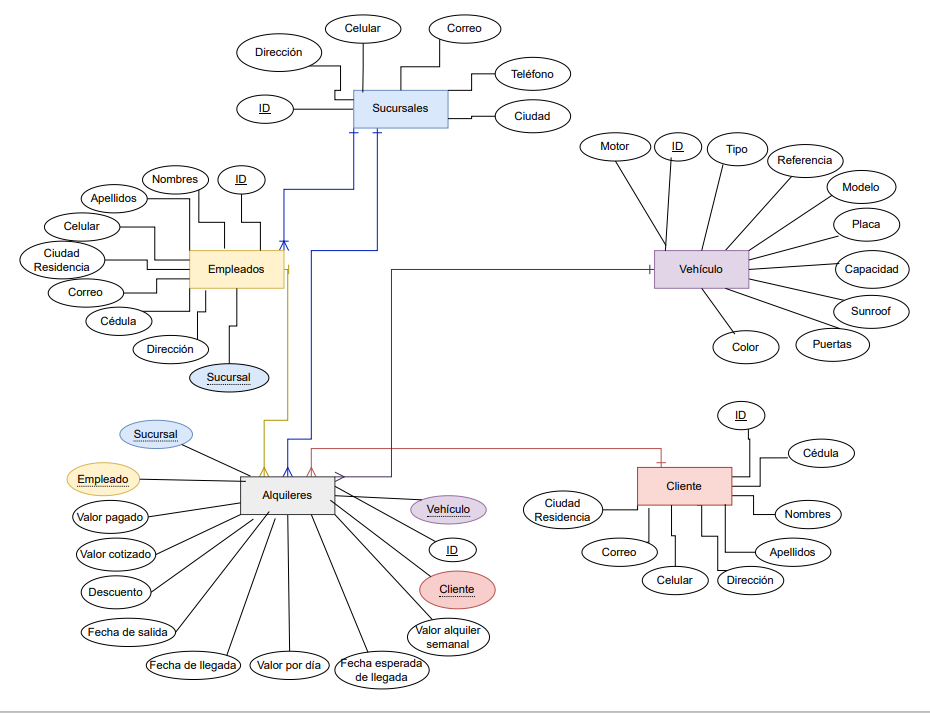 Celular
Correo
Dirección
Teléfono
ID
Sucursales
Ciudad
Motor
ID
Tipo
Referencia
Nombres
ID
Modelo
Apellidos
Placa
Celular
Ciudad
Residencia
Empleados
Vehículo
Capacidad
Correo
Sunroof
Cédula
Dirección
Color
Puertas
Sucursal
ID
Sucursal
Cédula
Empleado
Cliente
Alquileres
Ciudad
Residencia
Vehículo
Nombres
Valor pagado
ID
Correo
Apellidos
Valor cotizado
Celular
Dirección
Descuento
Cliente
Fecha de salida
Valor alquiler
semanal
Fecha de llegada
Valor por día
Fecha esperada
de llegada